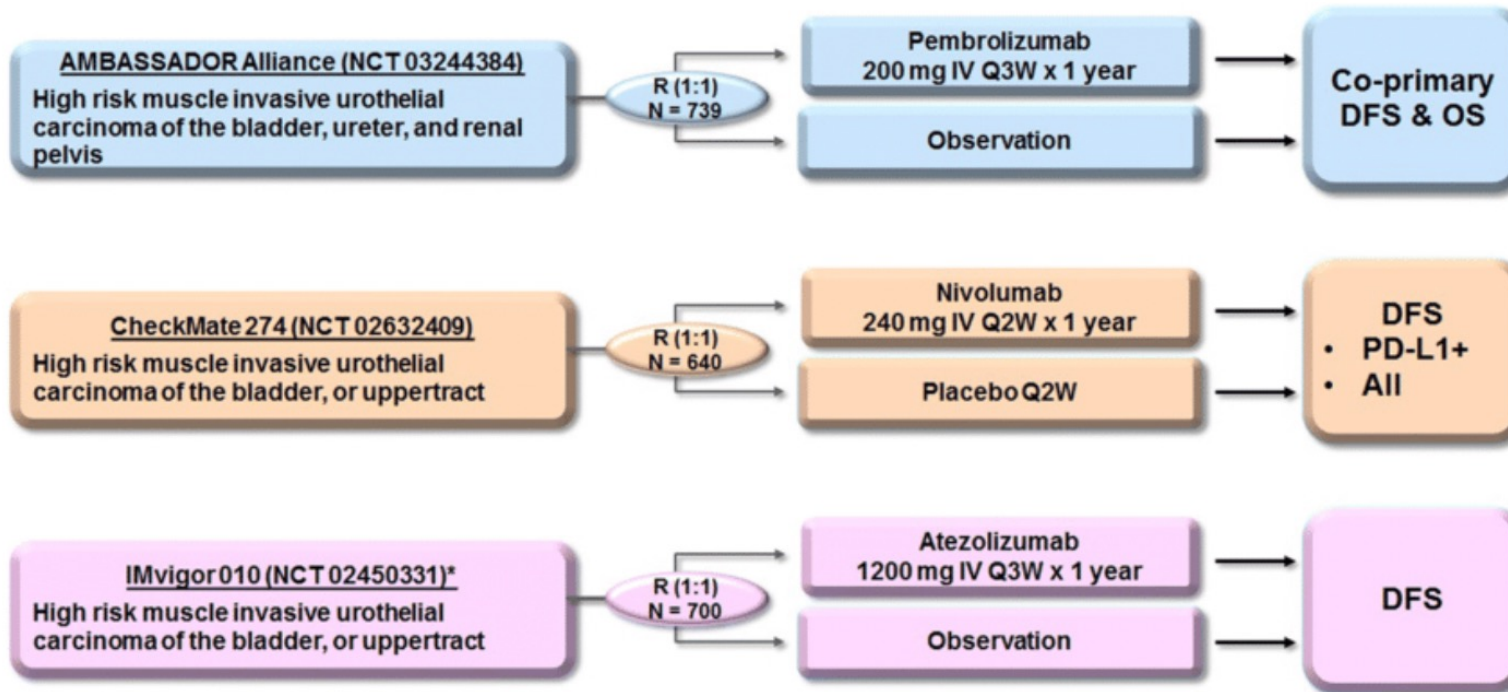 AMBASSADOR Alliance (NCT 03244384)
High risk muscle invasive urothelial
carcinoma of the bladder, ureter, and renal
pelvis
R (1:1)
N = 739
Pembrolizumab
200 mg IV Q3W x 1 year
Observation
Co-primary
DFS & OS
CheckMate 274 (NCT 02632409)
High risk muscle invasive urothelial
carcinoma of the bladder, or uppertract
R (1:1)
N = 640
Nivolumab
240 mg IV Q2W x 1 year
Placebo Q2W
DFS
• PD-L1+
• All
IMvigor 010 (NCT 02450331)*
High risk muscle invasive urothelial
carcinoma of the bladder, or uppertract
R (1:1)
N = 700
Atezolizumab
1200 mg IV Q3W x 1 year
Observation
DFS